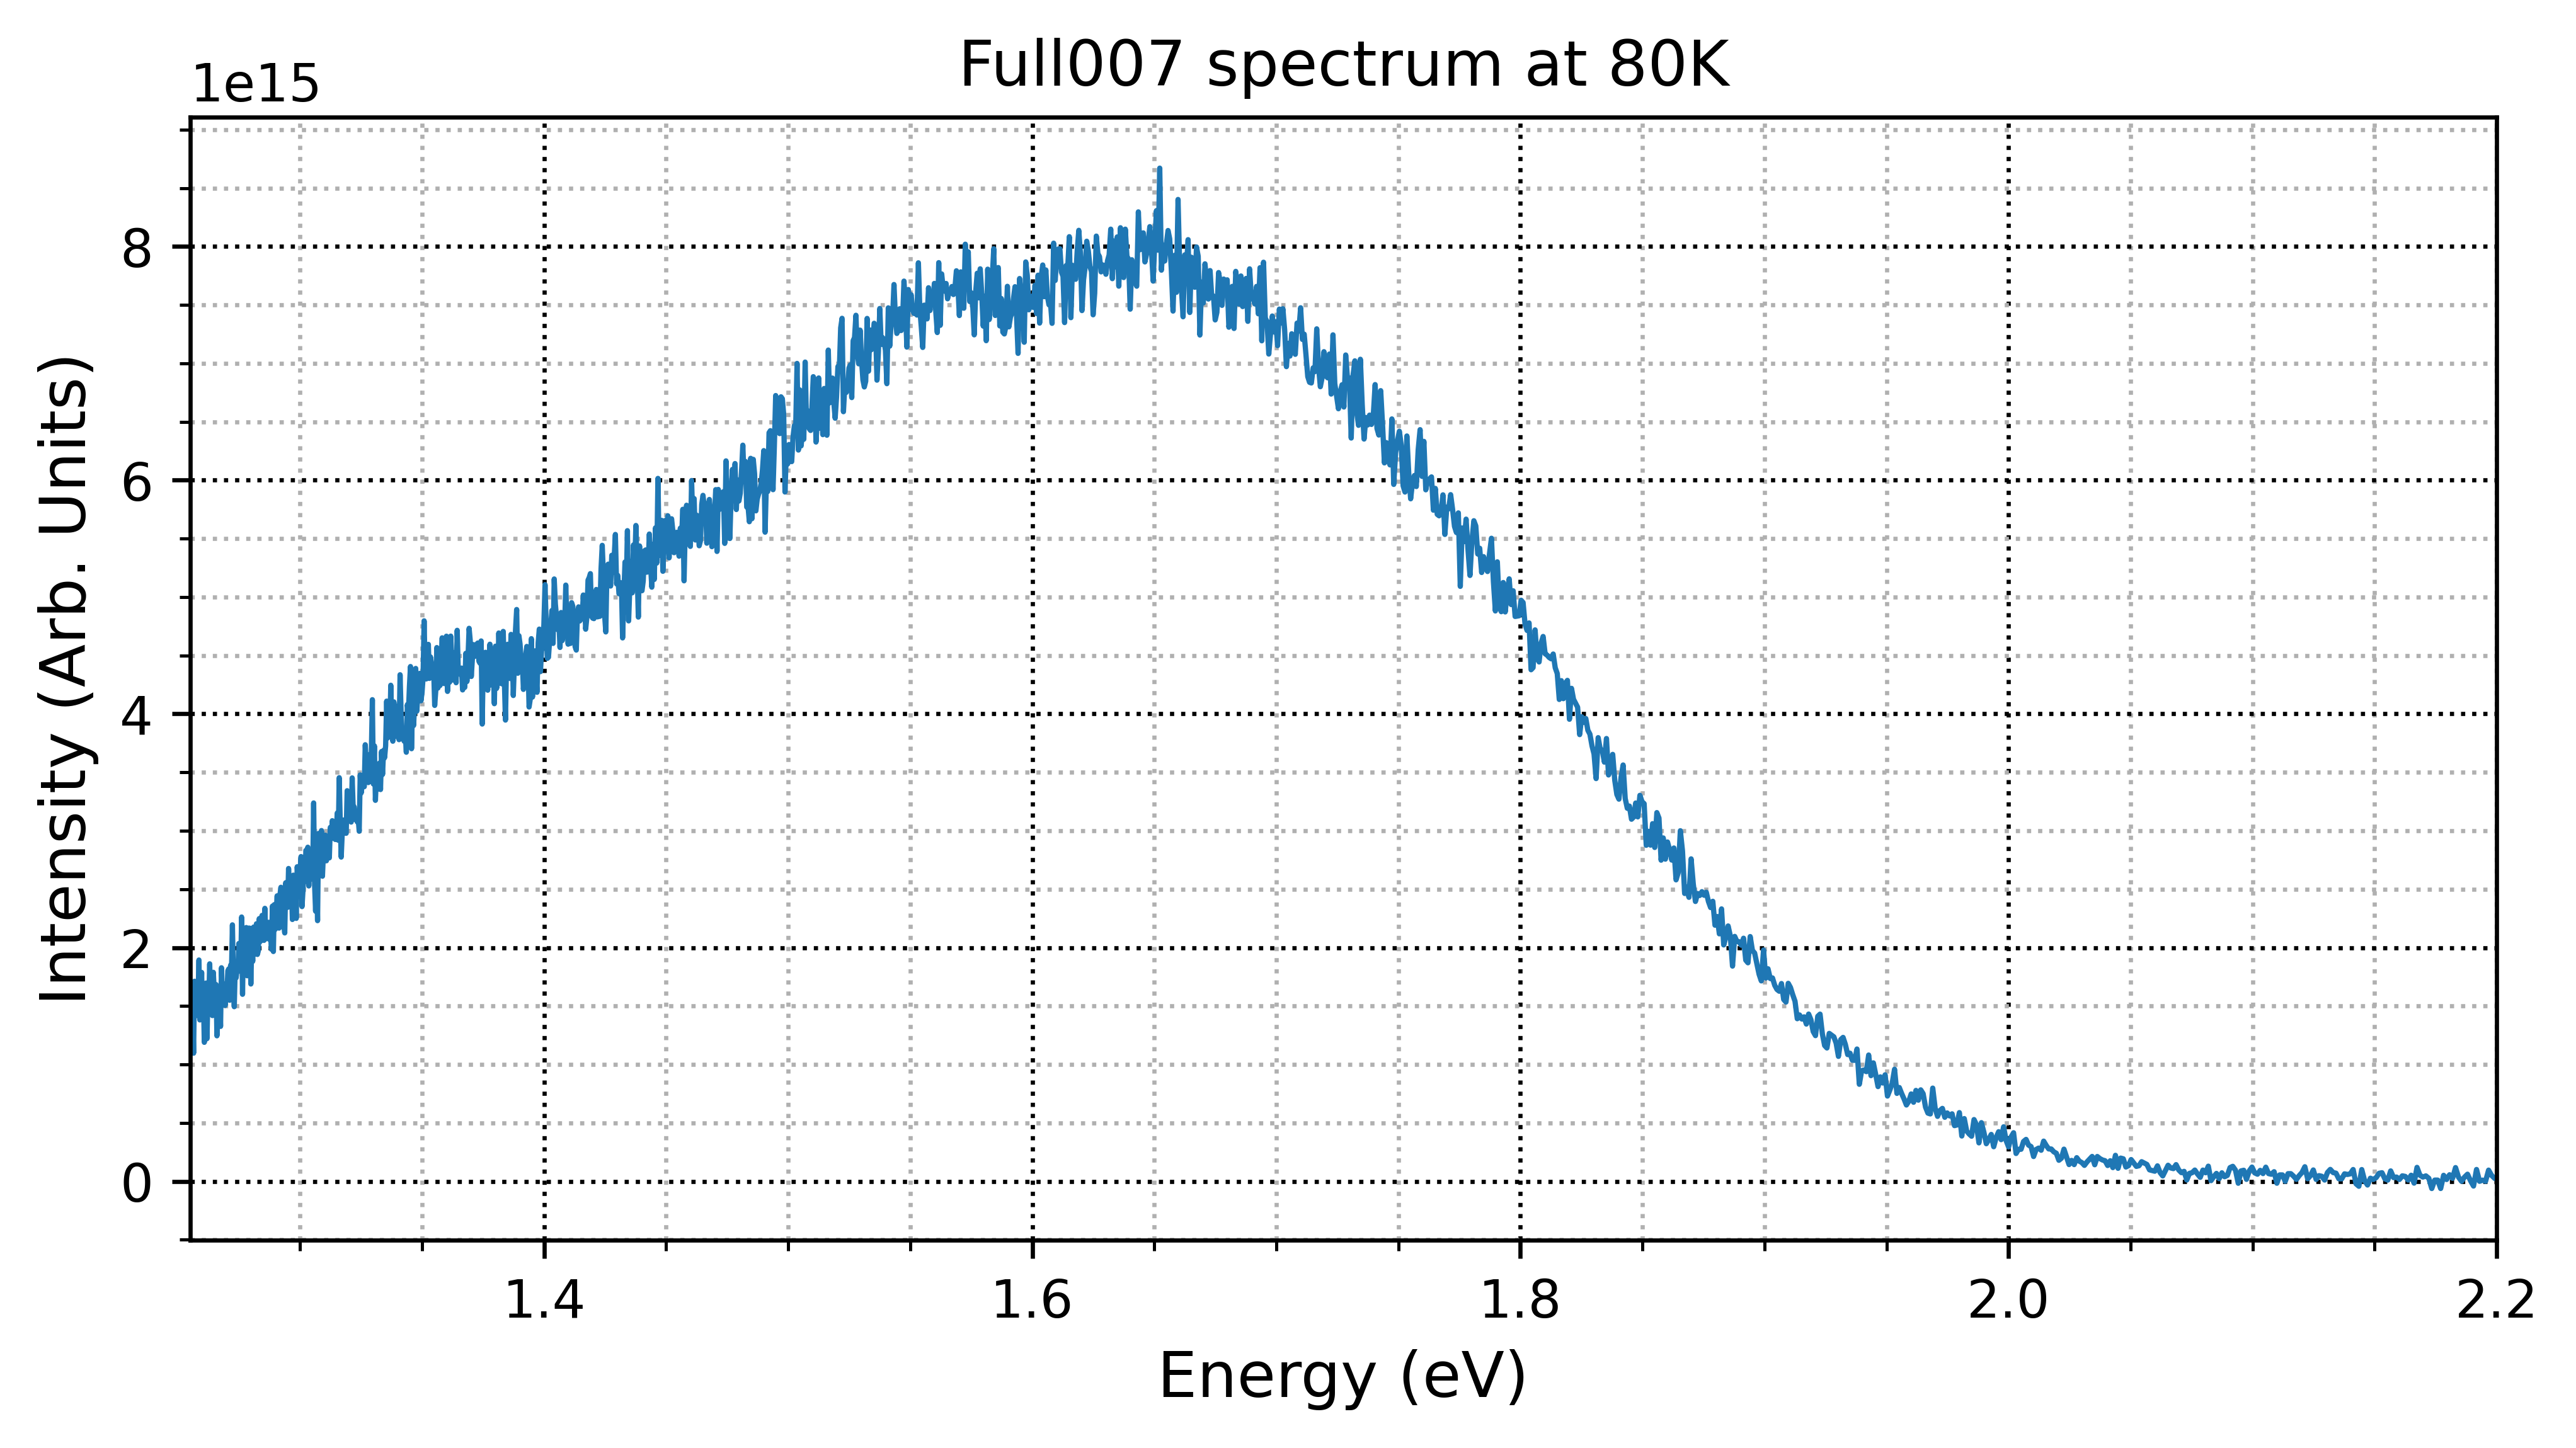 Full007 spectrum at 80K
1e15
8
6
4
2
0
Intensity (Arb. Units)
1.4 1.6 1.8 2.0 2.2
Energy (eV)